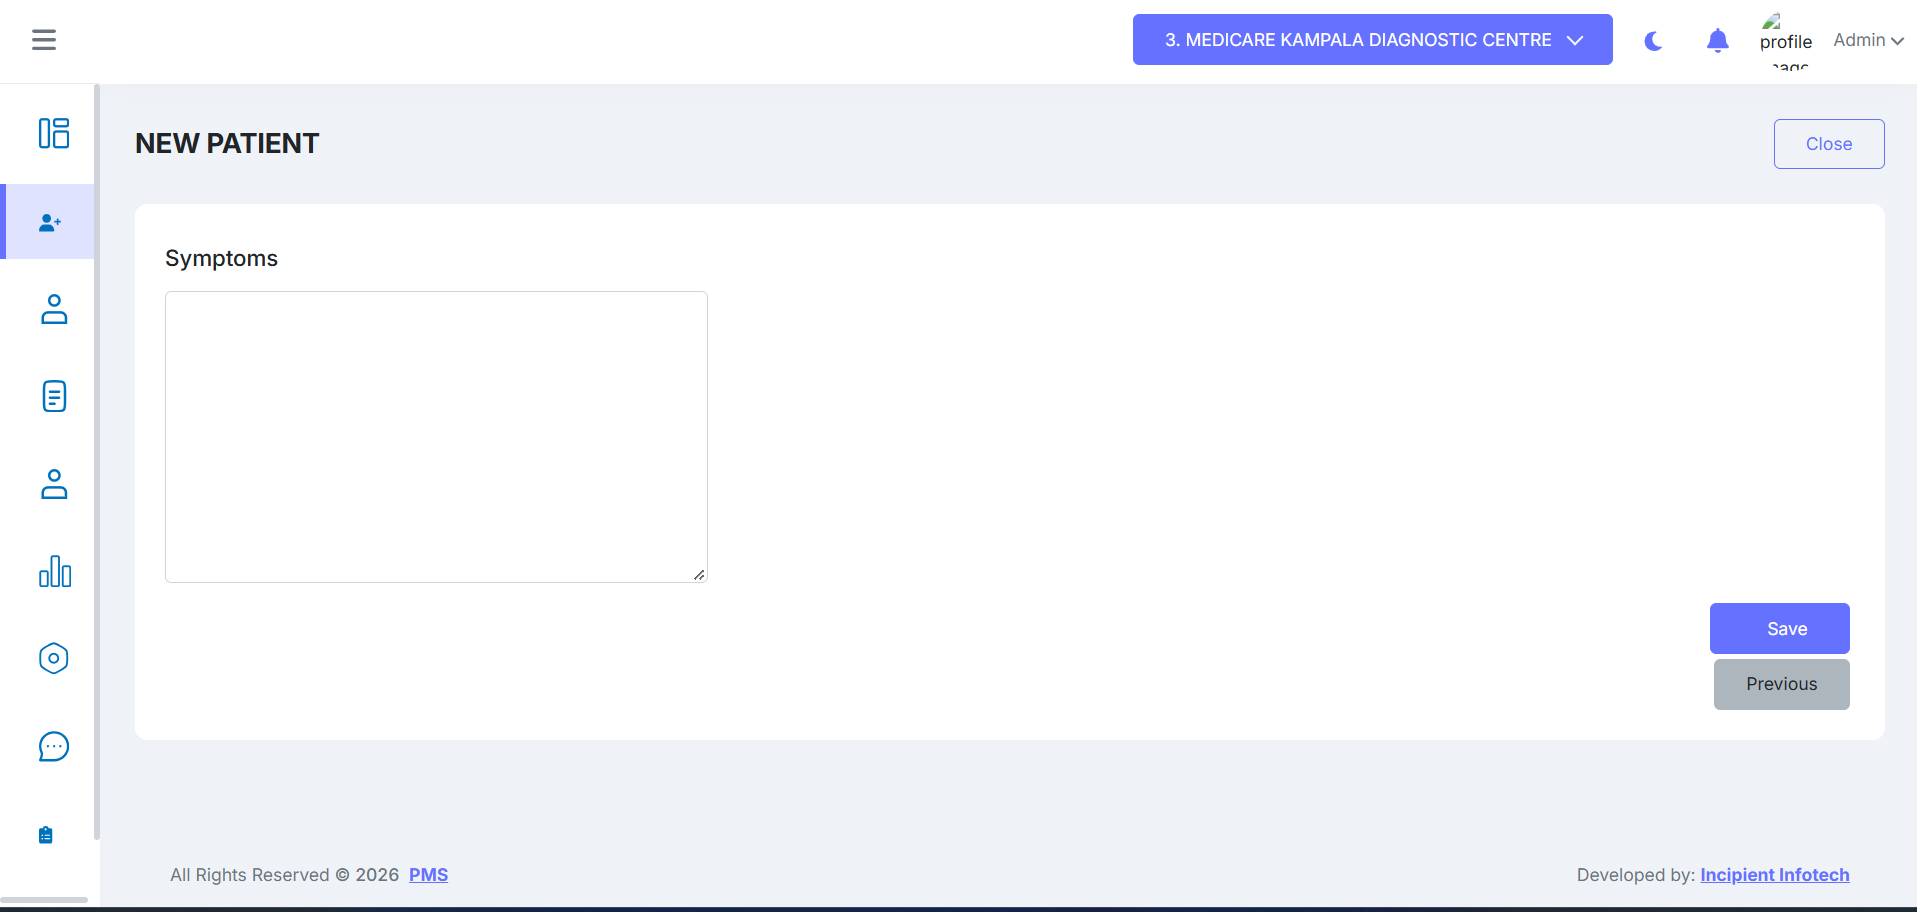 3. MEDICARE KAMPALA DIAGNOSTIC CENTRE
profile
Admin
NEW PATIENT
Close
Symptoms
Save
Previous
All Rights Reserved © 2026 PMS
Developed by: Incipient Infotech